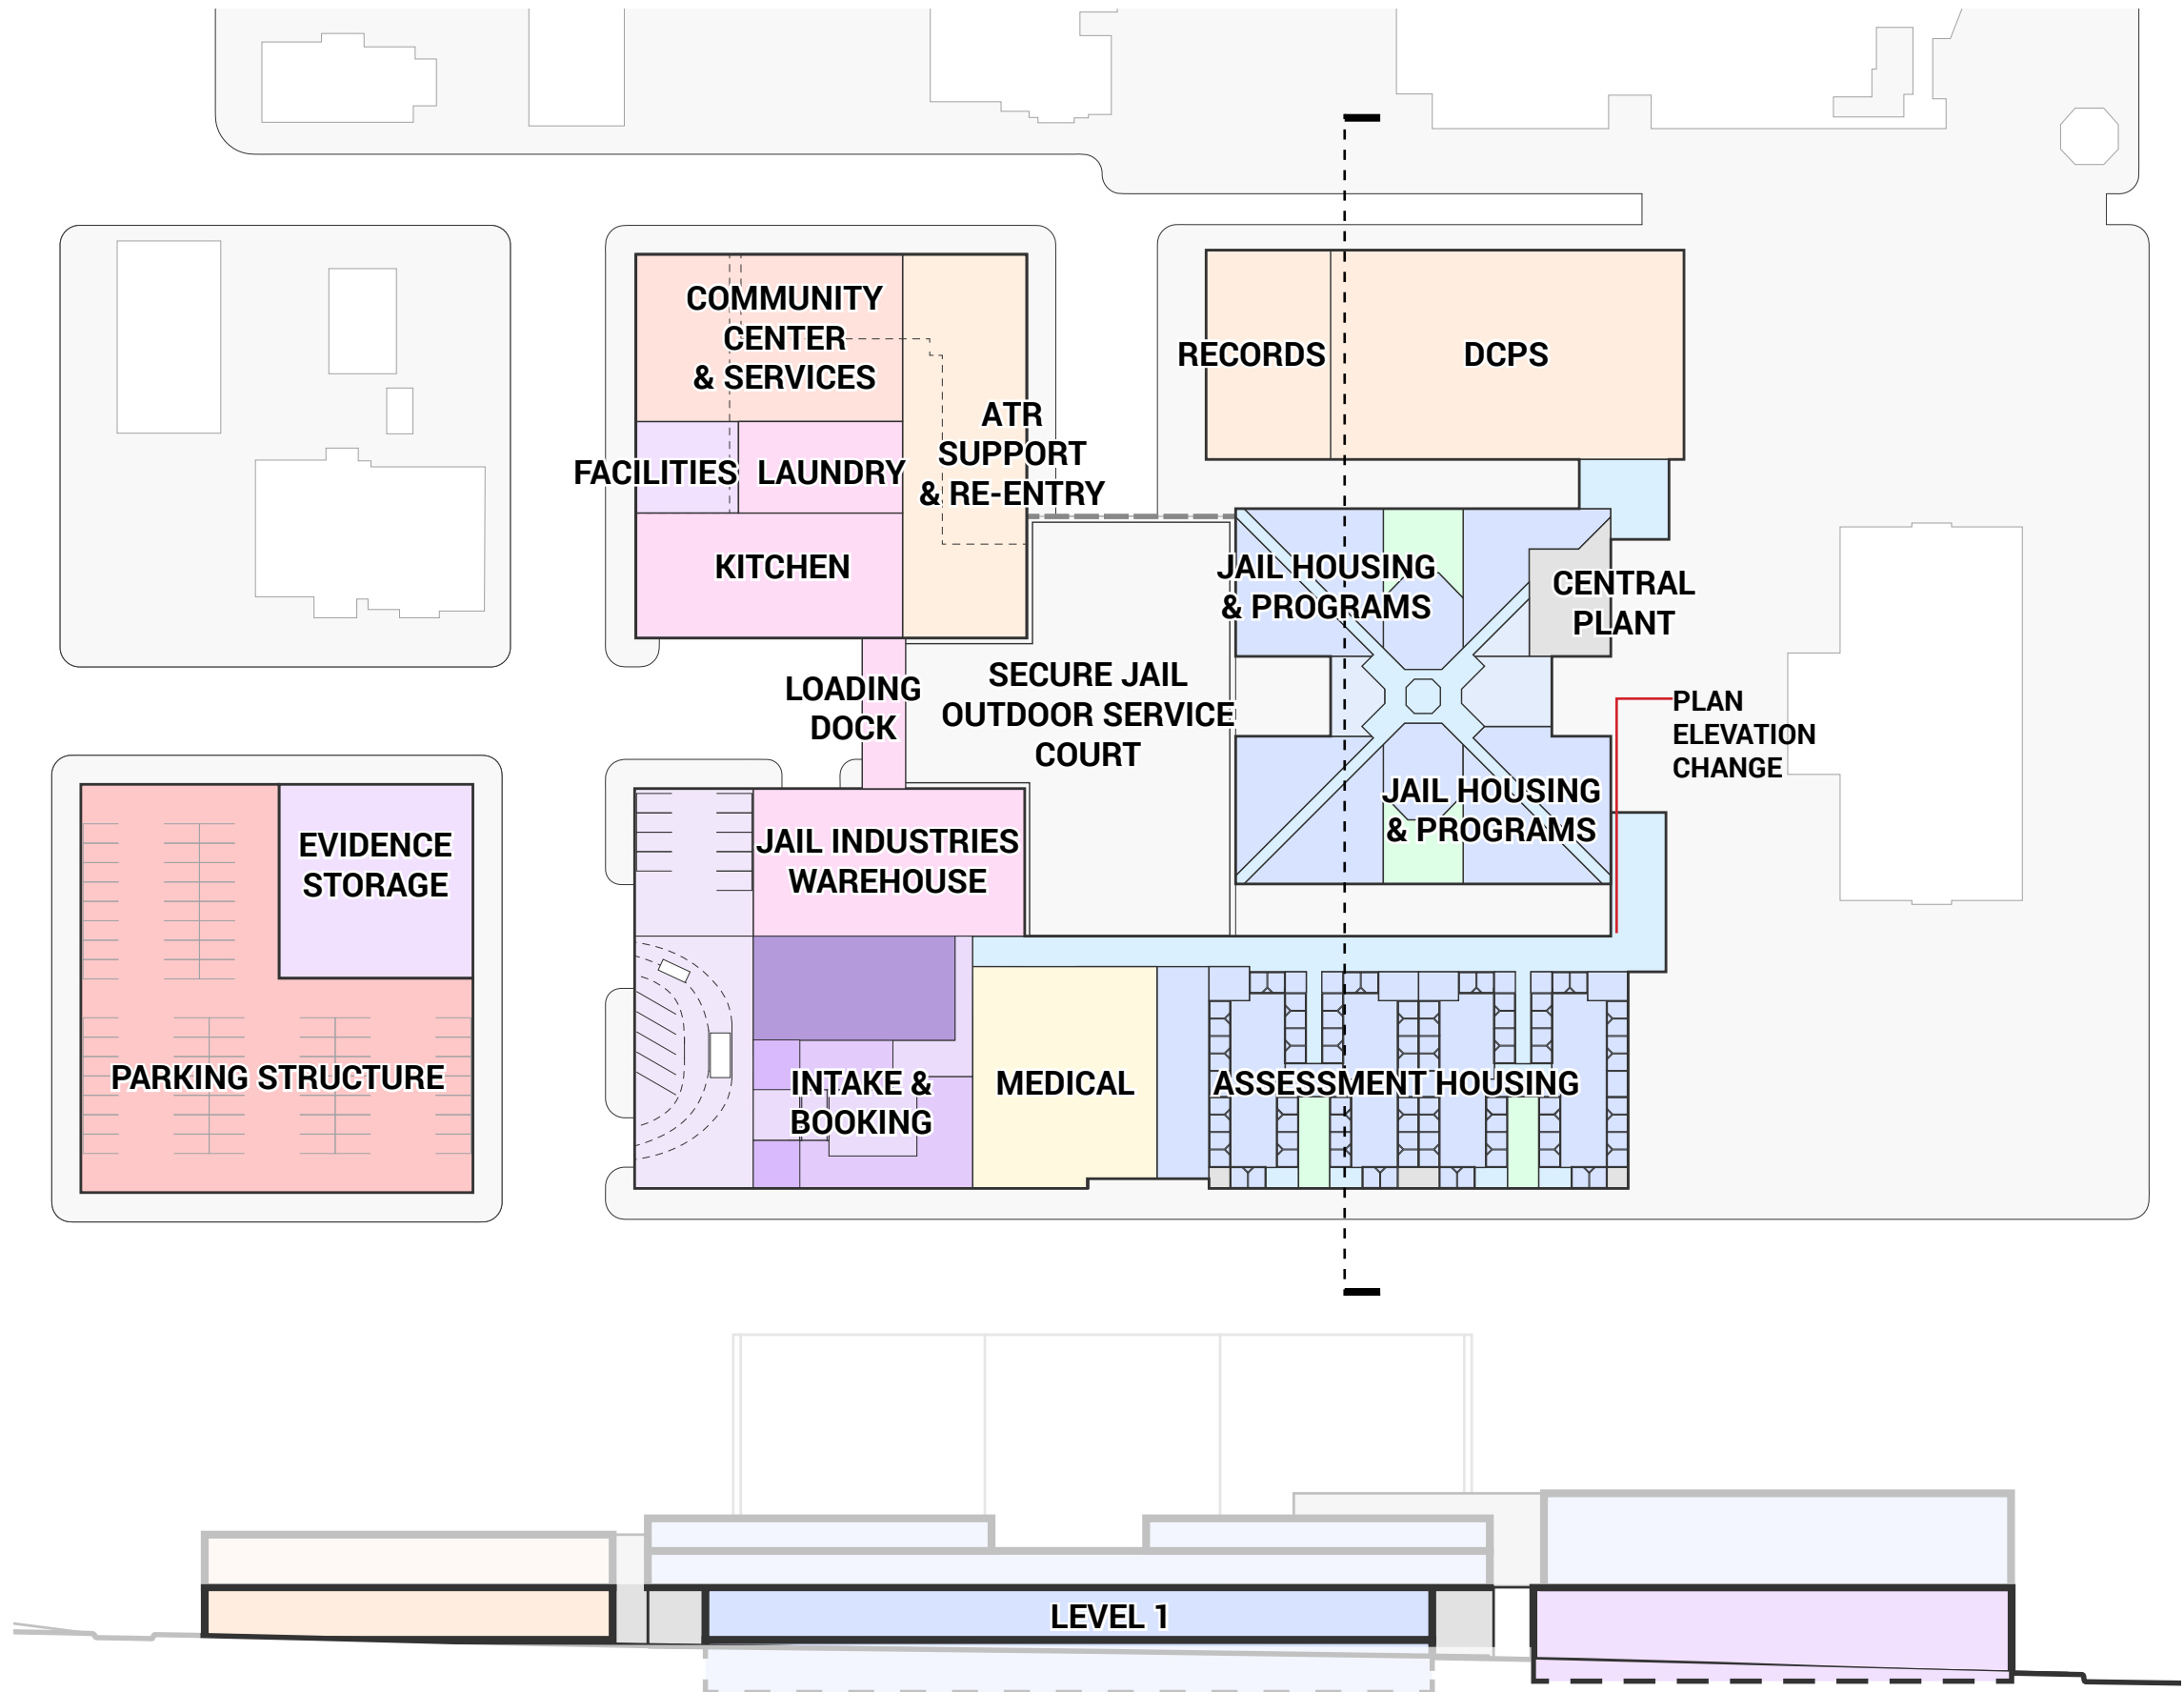 COMMUNITY
CENTER
& SERVICES
RECORDS
DCPS
ATR
SUPPORT
& RE-ENTRY
FACILITIES
LAUNDRY
KITCHEN
JAIL HOUSING
& PROGRAMS
CENTRAL
PLANT
LOADING
DOCK
SECURE JAIL
OUTDOOR SERVICE
COURT
PLAN
ELEVATION
CHANGE
JAIL HOUSING
& PROGRAMS
EVIDENCE
STORAGE
JAIL INDUSTRIES
WAREHOUSE
PARKING STRUCTURE
INTAKE &
BOOKING
MEDICAL
ASSESSMENT HOUSING
LEVEL 1